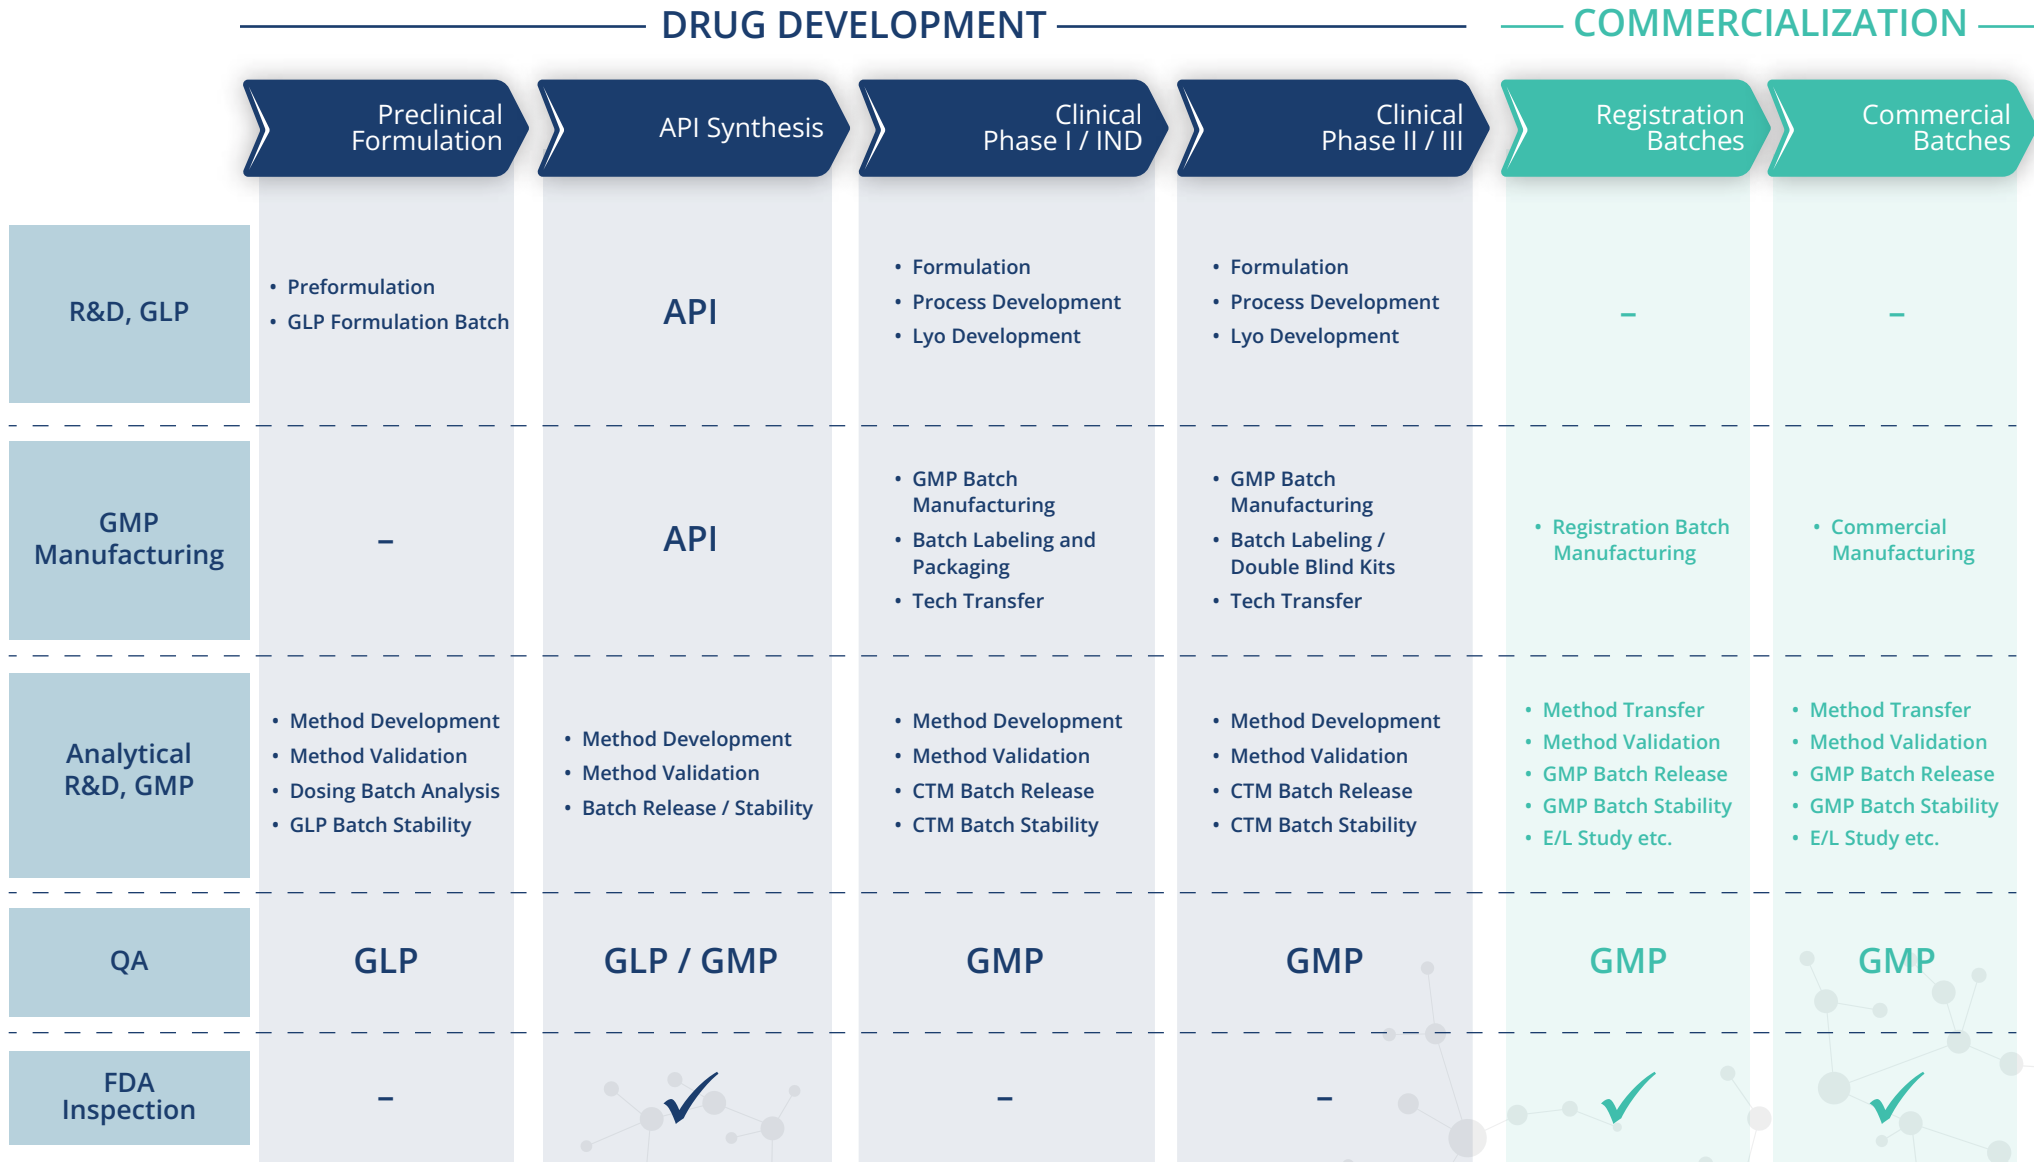 DRUG DEVELOPMENT
COMMERCIALIZATION
Preclinical
Formulation
API Synthesis
Clinical
Phase I / IND
Clinical
Phase II / III
Registration
Batches
Commercial
Batches
R&D, GLP
• Preformulation
• GLP Formulation Batch
API
• Formulation
• Process Development
• Lyo Development
• Formulation
• Process Development
• Lyo Development
–
–
GMP
Manufacturing
–
API
• GMP Batch
Manufacturing
• Batch Labeling and
Packaging
• Tech Transfer
• GMP Batch
Manufacturing
• Batch Labeling /
Double Blind Kits
• Tech Transfer
• Registration Batch
Manufacturing
• Commercial
Manufacturing
Analytical
R&D, GMP
• Method Development
• Method Validation
• Dosing Batch Analysis
• GLP Batch Stability
• Method Development
• Method Validation
• Batch Release / Stability
• Method Development
• Method Validation
• CTM Batch Release
• CTM Batch Stability
• Method Development
• Method Validation
• CTM Batch Release
• CTM Batch Stability
• Method Transfer
• Method Validation
• GMP Batch Release
• GMP Batch Stability
• E/L Study etc.
• Method Transfer
• Method Validation
• GMP Batch Release
• GMP Batch Stability
• E/L Study etc.
QA
GLP
GLP / GMP
GMP
GMP
GMP
GMP
FDA
Inspection
–
✓
–
–
✓
✓